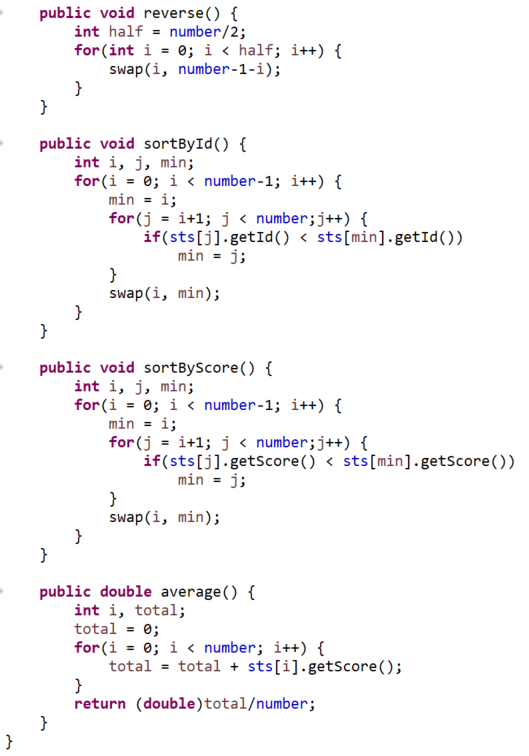 public void reverse() {
    int half = number/2;
    for(int i = 0; i < half; i++) {
        swap(i, number-1-i);
    }
}
public void sortById() {
    int i, j, min;
    for(i = 0; i < number-1; i++) {
        min = i;
        for(j = i+1; j < number;j++) {
            if(sts[j].getId() < sts[min].getId())
                min = j;
        }
        swap(i, min);
    }
}
public void sortByScore() {
    int i, j, min;
    for(i = 0; i < number-1; i++) {
        min = i;
        for(j = i+1; j < number;j++) {
            if(sts[j].getScore() < sts[min].getScore())
                min = j;
        }
        swap(i, min);
    }
}
public double average() {
    int i, total;
    total = 0;
    for(i = 0; i < number; i++) {
        total = total + sts[i].getScore();
    }
    return (double)total/number;
}
}